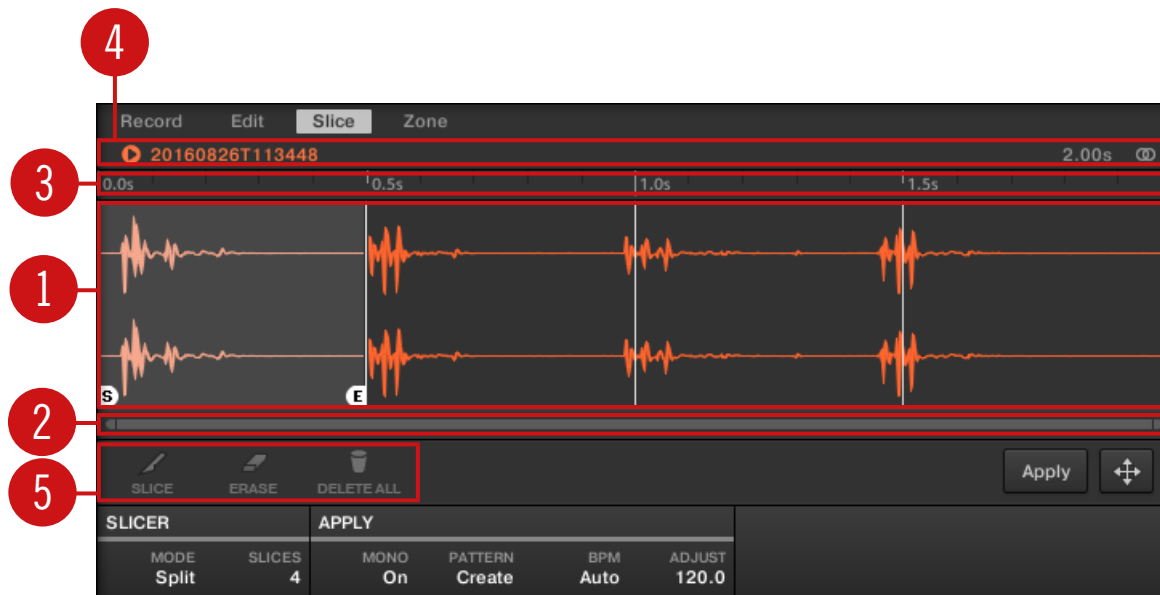 4
Record Edit Slice Zone
20160826T113448 2.00s
3
0.0s 0.5s 1.0s 1.5s
1
S E
2
5
SLICE ERASE DELETE ALL Apply
SLICER APPLY
MODE SLICES MONO PATTERN BPM ADJUST
Split 4 On Create Auto 120.0